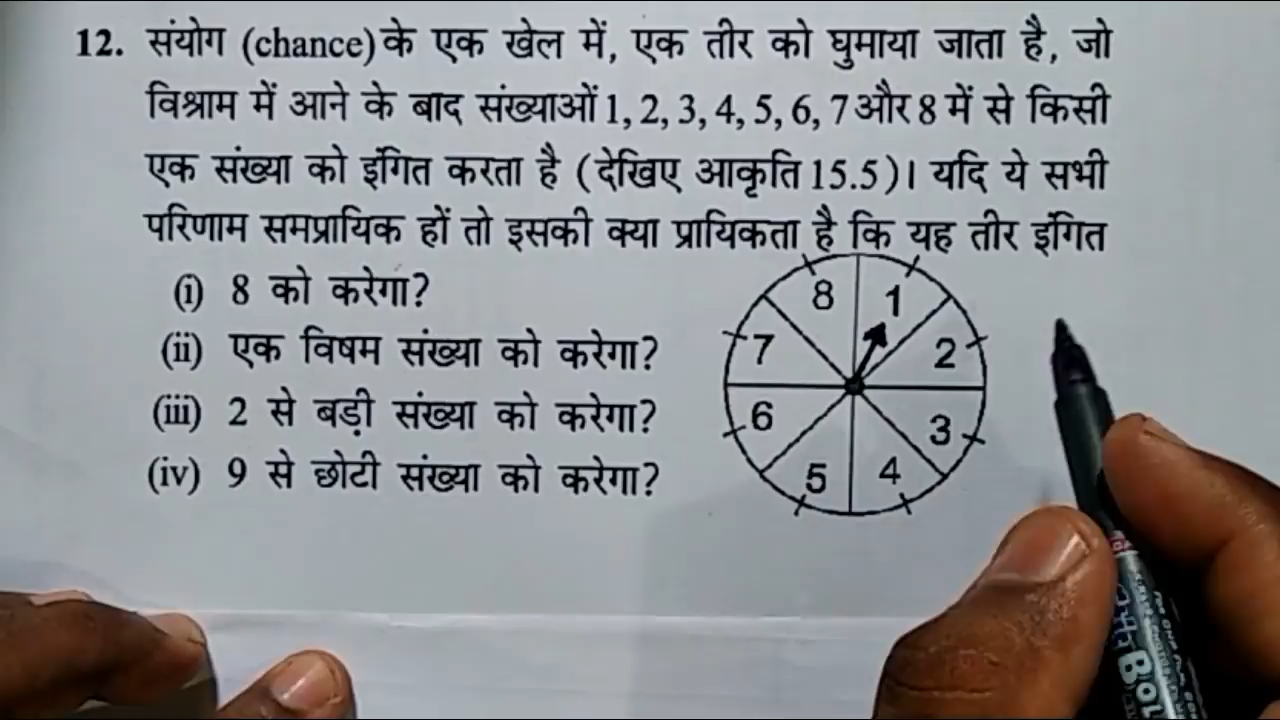 12. संयोग (chance) के एक खेल में, एक तीर को घुमाया जाता है, जो
विश्राम में आने के बाद संख्याओं 1, 2, 3, 4, 5, 6, 7 और 8 में से किसी
एक संख्या को इंगित करता है (देखिए आकृति 15.5)। यदि ये सभी
परिणाम समप्रायिक हों तो इसकी क्या प्रायिकता है कि यह तीर इंगित
(i) 8 को करेगा?
(ii) एक विषम संख्या को करेगा?
(iii) 2 से बड़ी संख्या को करेगा?
(iv) 9 से छोटी संख्या को करेगा?
8 1
7 2
6 3
5 4